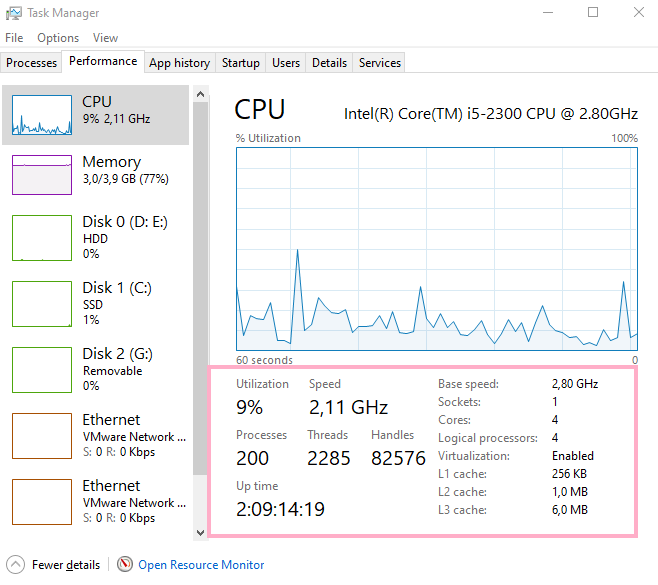 Task Manager
File Options View
Processes Performance App history Startup Users Details Services
CPU
9% 2,11 GHz
Memory
3,0/3,9 GB (77%)
Disk 0 (D: E:)
HDD
0%
Disk 1 (C:)
SSD
1%
Disk 2 (G:)
Removable
0%
Ethernet
VMware Network ...
S: 0 R: 0 Kbps
Ethernet
VMware Network ...
S: 0 R: 0 Kbps
CPU Intel(R) Core(TM) i5-2300 CPU @ 2.80GHz
% Utilization 100%
60 seconds 0
Utilization Speed
9% 2,11 GHz
Processes Threads Handles
200 2285 82576
Up time
2:09:14:19
Base speed: 2,80 GHz
Sockets: 1
Cores: 4
Logical processors: 4
Virtualization: Enabled
L1 cache: 256 KB
L2 cache: 1,0 MB
L3 cache: 6,0 MB
Fewer details Open Resource Monitor